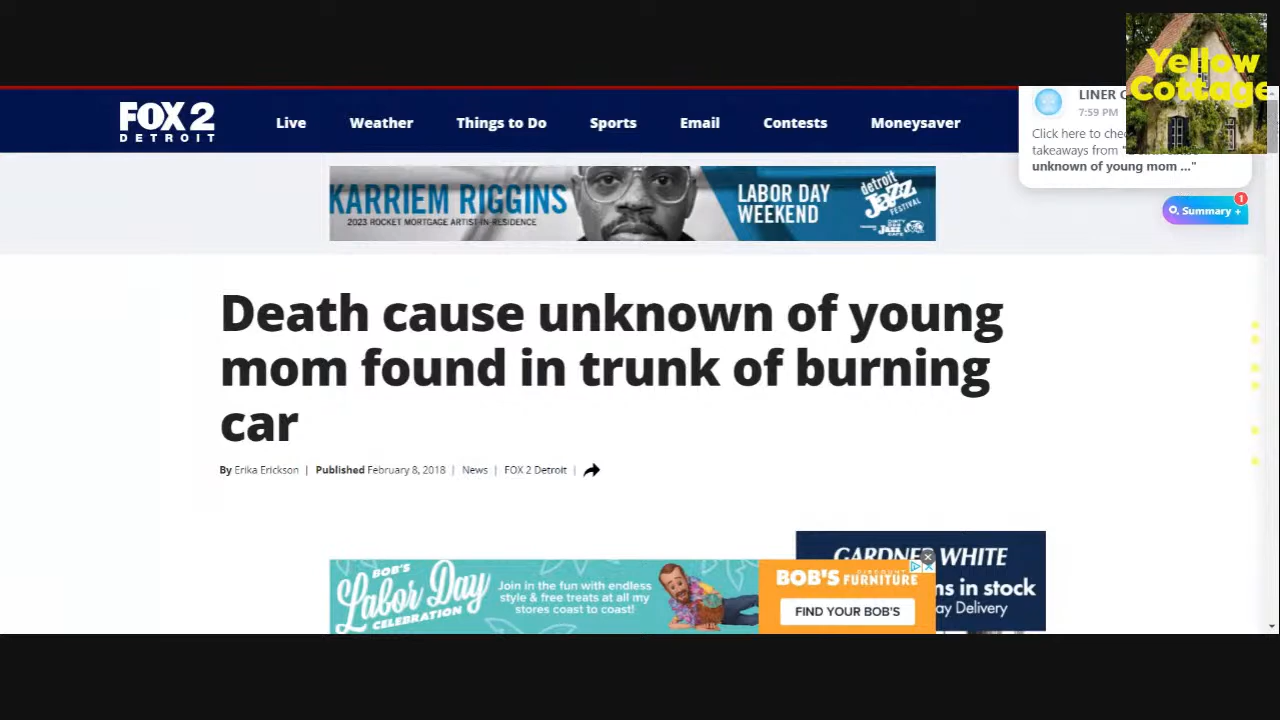 Yellow
Cottage
FOX 2
DETROIT
Live
Weather
Things to Do
Sports
Email
Contests
Moneysaver
LINER
7:59 PM
Click here to
takeaways from "
unknown of young mom ..."
Summary +
1
KARRIEM RIGGINS
2023 ROCKET MORTGAGE ARTIST-IN-RESIDENCE
LABOR DAY
WEEKEND
detroit
Jazz
FESTIVAL
Death cause unknown of young
mom found in trunk of burning
car
By Erika Erickson | Published February 8, 2018 | News | FOX 2 Detroit |
GARDNER WHITE
ns in stock
ay Delivery
BOB'S
Labor Day
CELEBRATION
Join in the fun with endless
style & free treats at all my
stores coast to coast!
BOB'S DISCOUNT
FURNITURE
FIND YOUR BOB'S